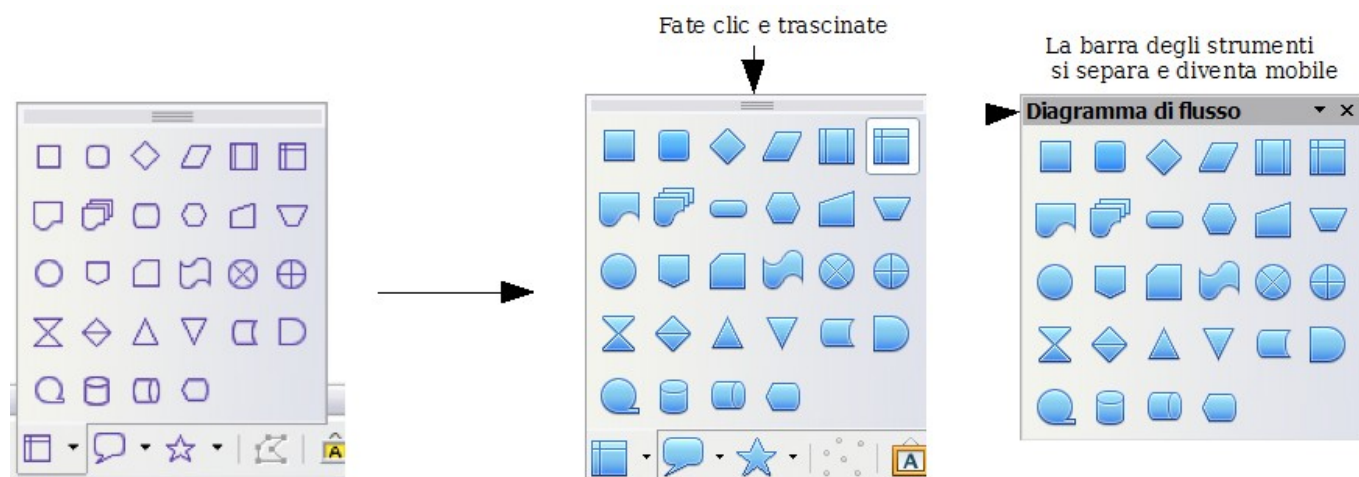 Fate clic e trascinate
La barra degli strumenti
si separa e diventa mobile
Diagramma di flusso
A
A